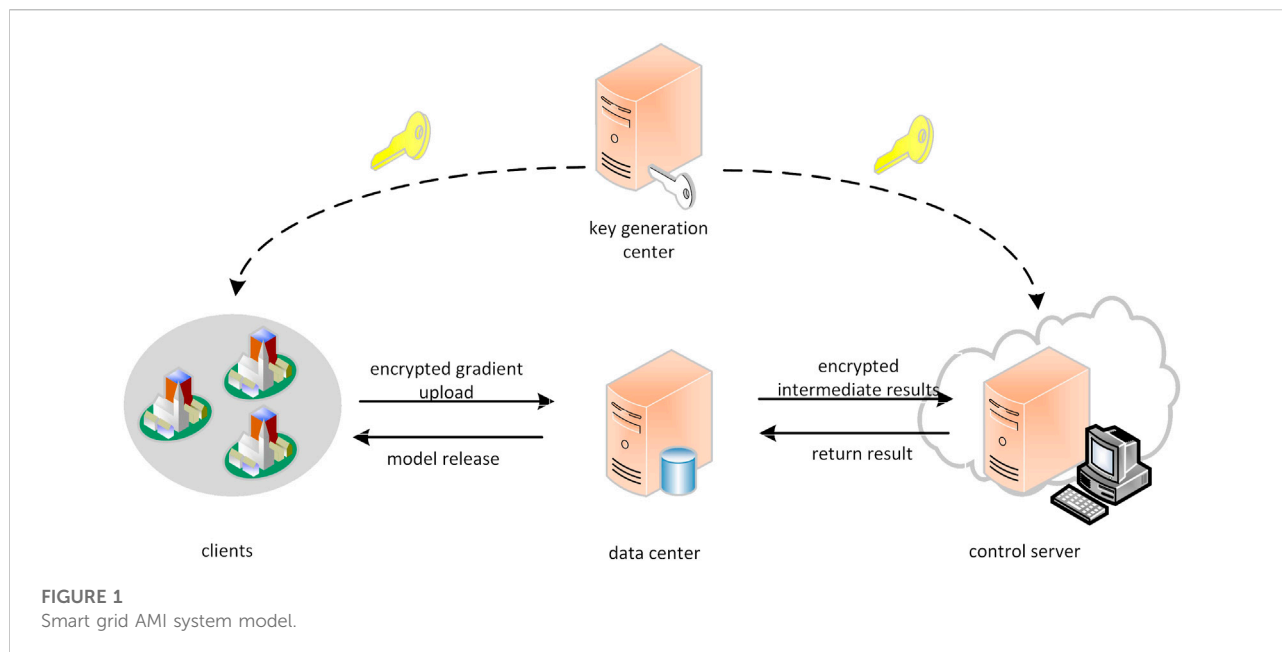 key generation
center
encrypted gradient
upload
encrypted
intermediate results
model release
return result
clients
data center
control server
FIGURE 1
Smart grid AMI system model.